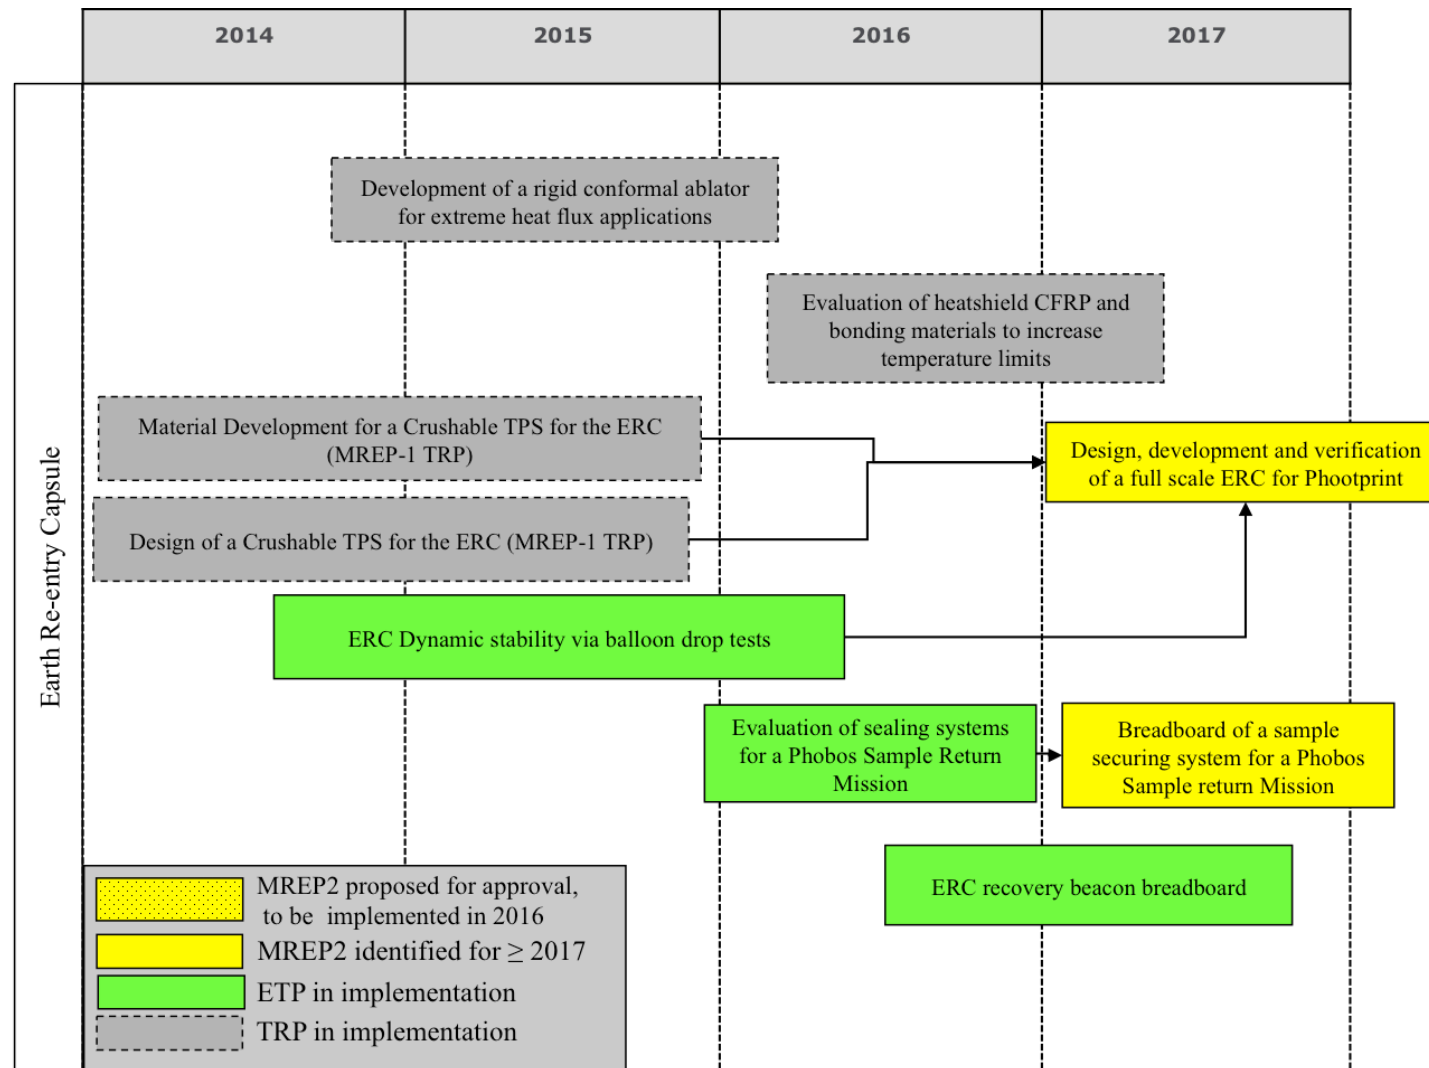 2014
2015
2016
2017
Development of a rigid conformal ablator
for extreme heat flux applications
Evaluation of heatshield CFRP and
bonding materials to increase
temperature limits
Material Development for a Crushable TPS for the ERC
(MREP-1 TRP)
Design, development and verification
of a full scale ERC for Phootprint
Design of a Crushable TPS for the ERC (MREP-1 TRP)
ERC Dynamic stability via balloon drop tests
Evaluation of sealing systems
for a Phobos Sample Return
Mission
Breadboard of a sample
securing system for a Phobos
Sample return Mission
ERC recovery beacon breadboard
Earth Re-entry Capsule
MREP2 proposed for approval,
to be implemented in 2016
MREP2 identified for ≥ 2017
ETP in implementation
TRP in implementation